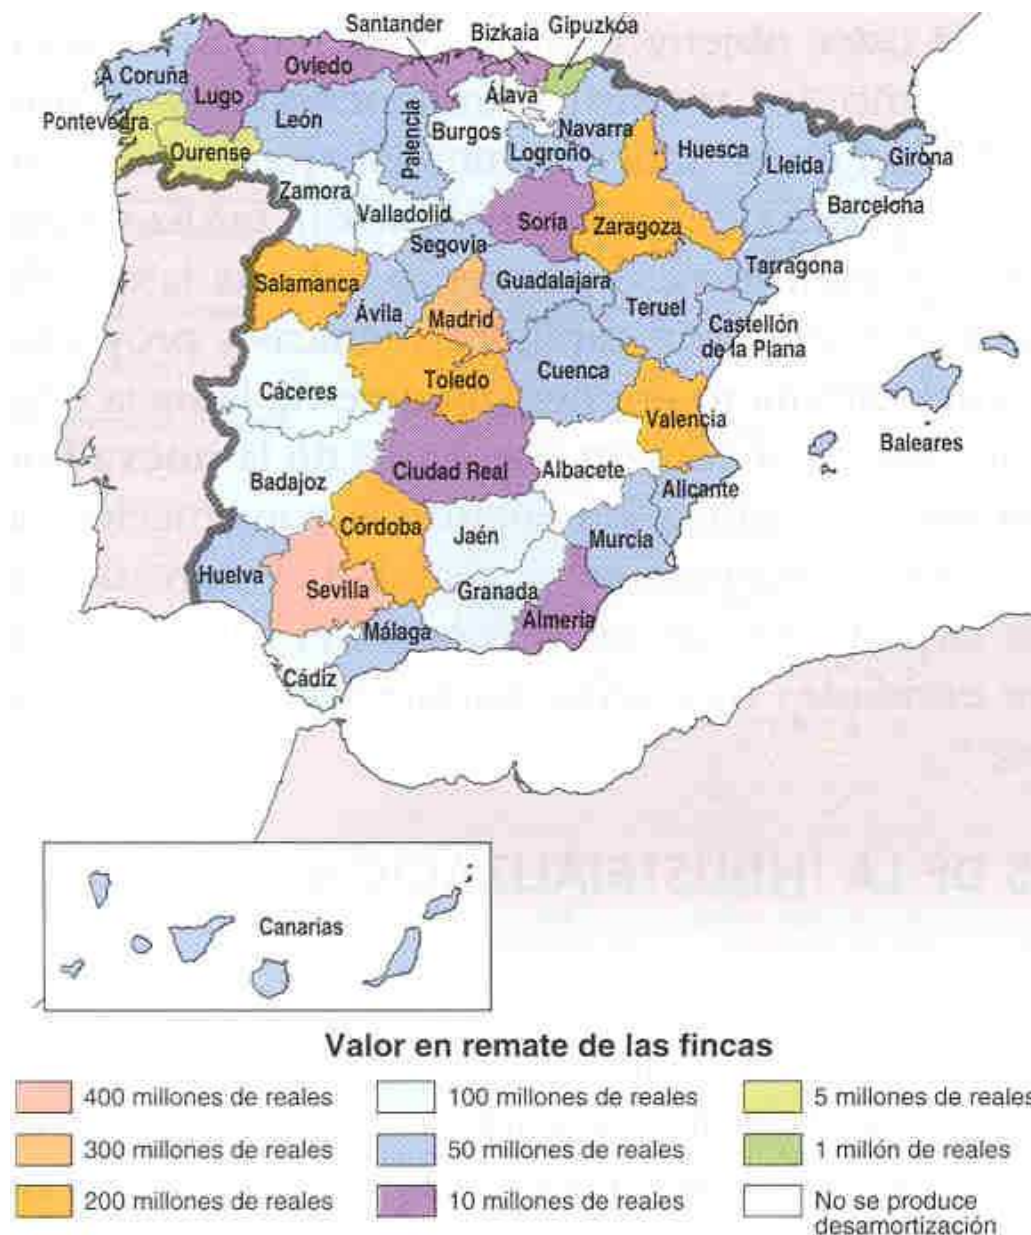 Santander
Bizkaia
Gipuzkoa
A Coruña
Lugo
Oviedo
Álava
Pontevedra
Ourense
León
Palencia
Burgos
Logroño
Navarra
Huesca
Lleida
Girona
Zamora
Valladolid
Soria
Zaragoza
Barcelona
Segovia
Salamanca
Ávila
Madrid
Guadalajara
Teruel
Tarragona
Castellón
de la Plana
Cáceres
Toledo
Cuenca
Valencia
Baleares
Badajoz
Ciudad Real
Albacete
Alicante
Córdoba
Jaén
Murcia
Huelva
Sevilla
Granada
Almería
Málaga
Cádiz
Canarias
Valor en remate de las fincas
400 millones de reales
300 millones de reales
200 millones de reales
100 millones de reales
50 millones de reales
10 millones de reales
5 millones de reales
1 millón de reales
No se produce
desamortización